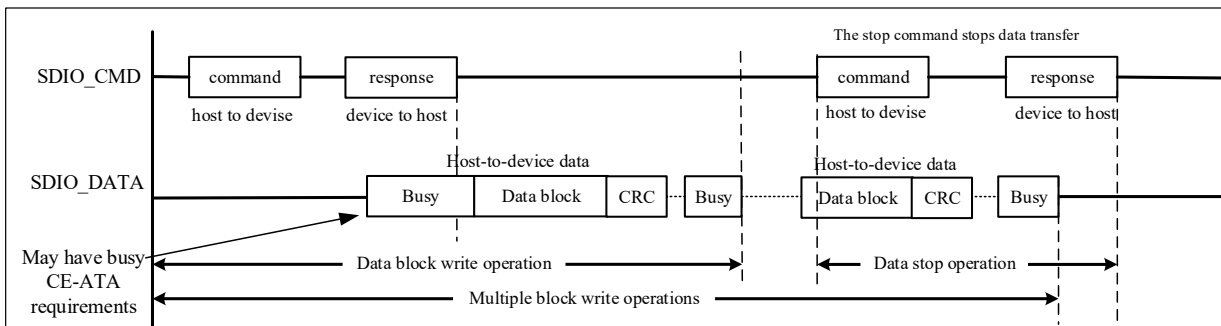 The stop command stops data transfer
SDIO_CMD
command
response
command
response
host to devise
device to host
host to devise
device to host
Host-to-device data
Host-to-device data
SDIO_DATA
Busy
Data block
CRC
Busy
Data block
CRC
Busy
May have busy
CE-ATA
requirements
Data block write operation
Data stop operation
Multiple block write operations